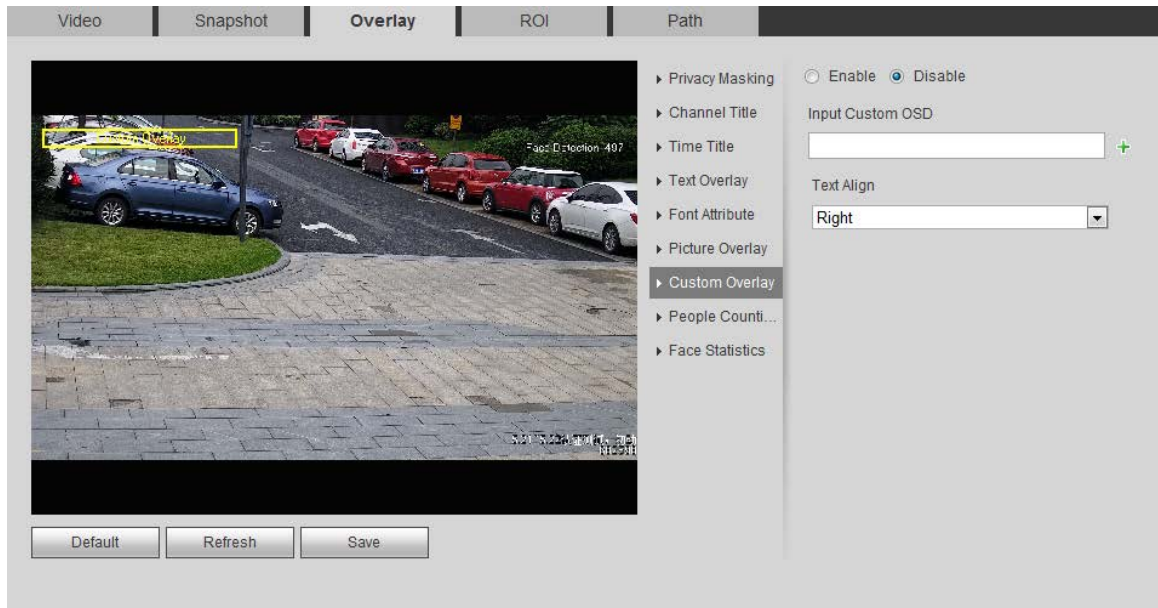 Video
Snapshot
Overlay
ROI
Path
Overlay
Face Detection-497
Privacy Masking
Channel Title
Time Title
Text Overlay
Font Attribute
Picture Overlay
Custom Overlay
People Counti...
Face Statistics
Enable
Disable
Input Custom OSD
Text Align
Right
Default
Refresh
Save